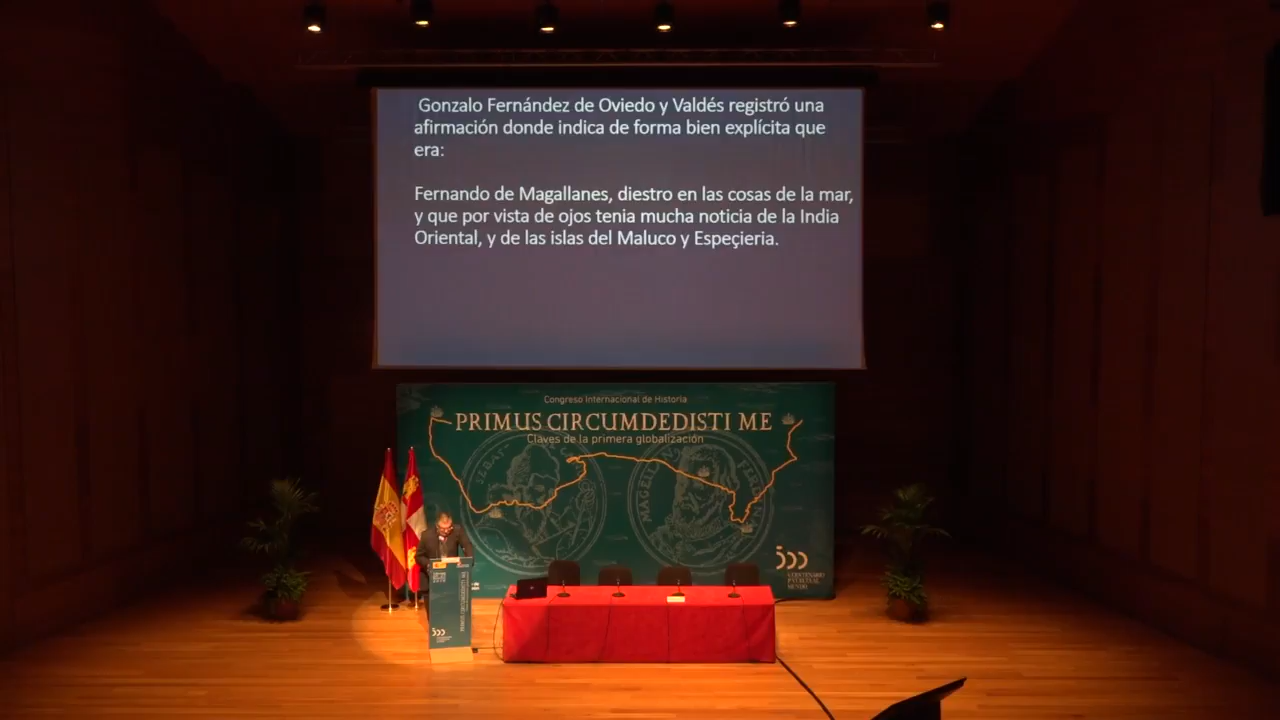 Gonzalo Fernández de Oviedo y Valdés registró una
afirmación donde indica de forma bien explícita que
era:
Fernando de Magallanes, diestro en las cosas de la mar,
y que por vista de ojos tenia mucha noticia de la India
Oriental, y de las islas del Maluco y Espeçieria.
Congreso Internacional de Historia
PRIMUS CIRCUMDEDISTI ME
Claves de la primera globalización
500